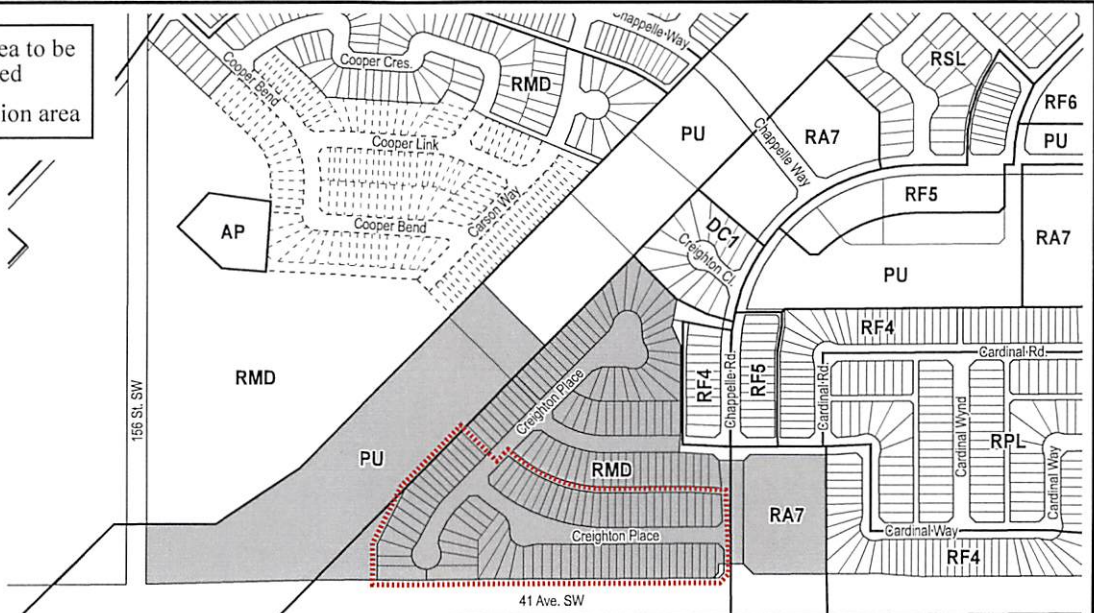 ea to be
ed
ion area
Chappelle Way
RSL
Cooper Cres.
Cooper Bend
RMD
RF6
PU
PU
RA7
Chappelle Way
Cooper Link
RF5
Carson Way
AP
Cooper Bend
DC1
Creighton Cl.
RA7
PU
RF4
Cardinal Rd.
RMD
RF4
Chappelle Rd.
RF5
Cardinal Rd.
Creighton Place
156 St. SW
Cardinal Wynd
RPL
Cardinal Way
PU
RMD
RA7
Creighton Place
Cardinal Way
RF4
41 Ave. SW